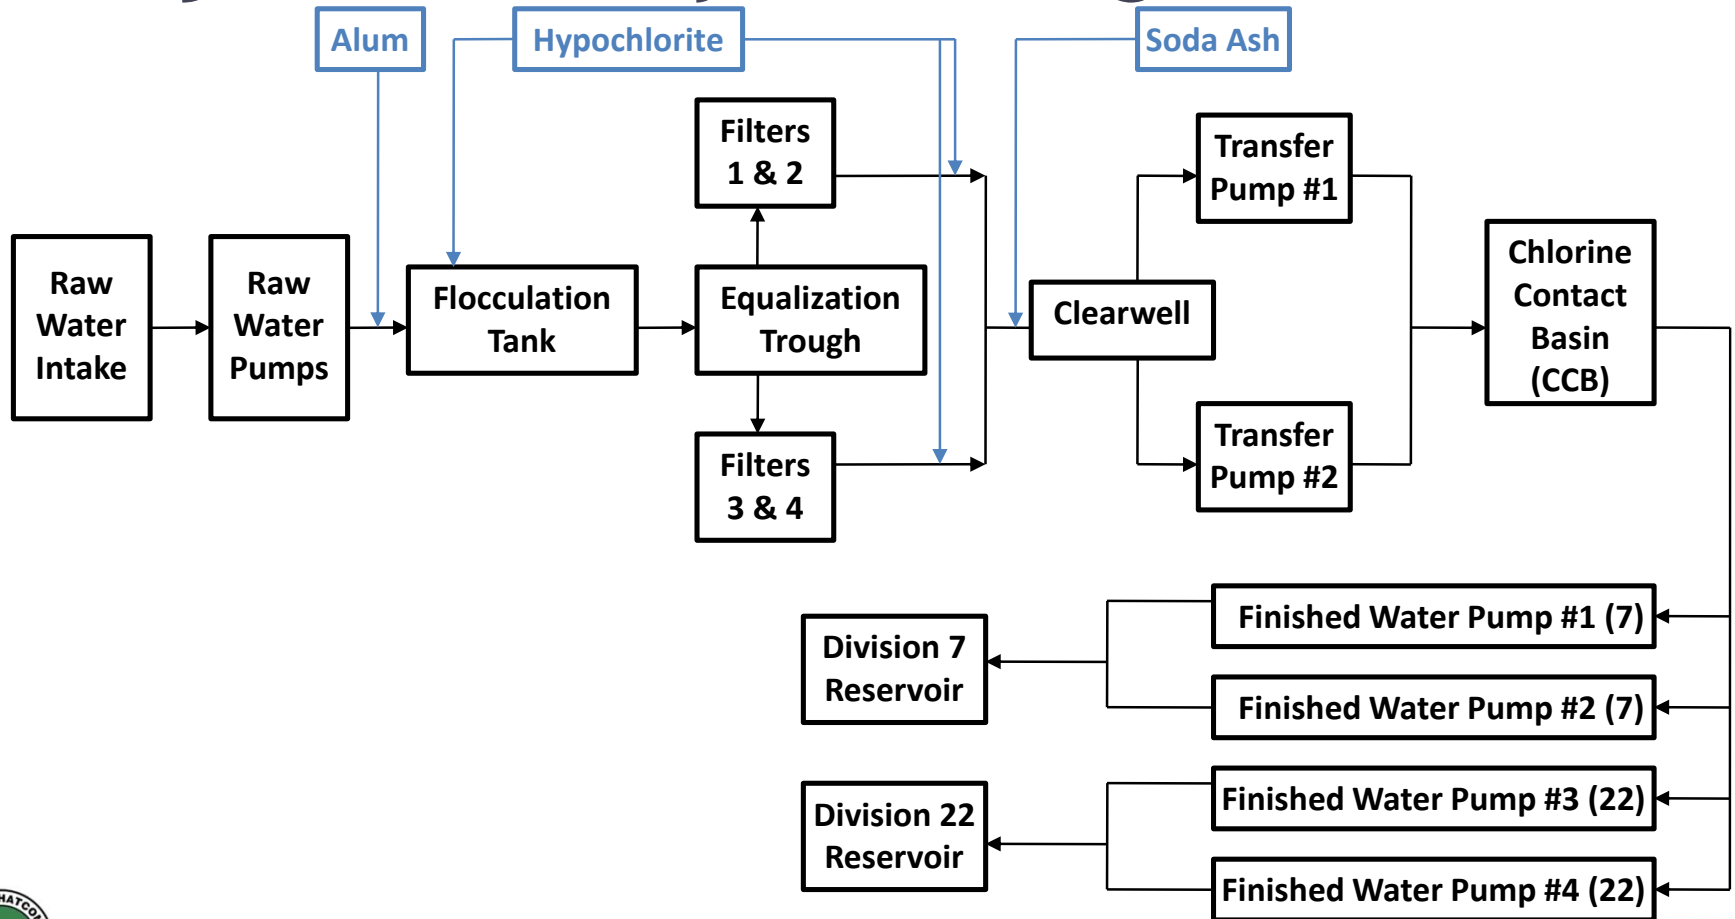 Alum
Hypochlorite
Soda Ash
Filters
1 & 2
Transfer
Pump #1
Raw
Water
Intake
Raw
Water
Pumps
Flocculation
Tank
Equalization
Trough
Clearwell
Chlorine
Contact
Basin
(CCB)
Filters
3 & 4
Transfer
Pump #2
Finished Water Pump #1 (7)
Division 7
Reservoir
Finished Water Pump #2 (7)
Finished Water Pump #3 (22)
Division 22
Reservoir
Finished Water Pump #4 (22)